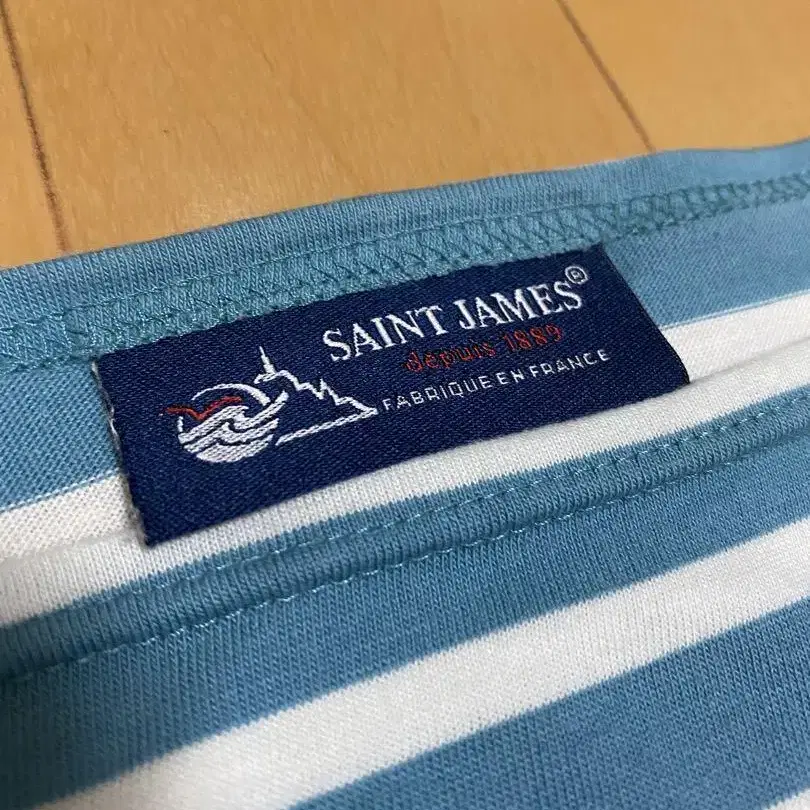 SAINT JAMES®
depuis 1889
FABRIQUE EN FRANCE